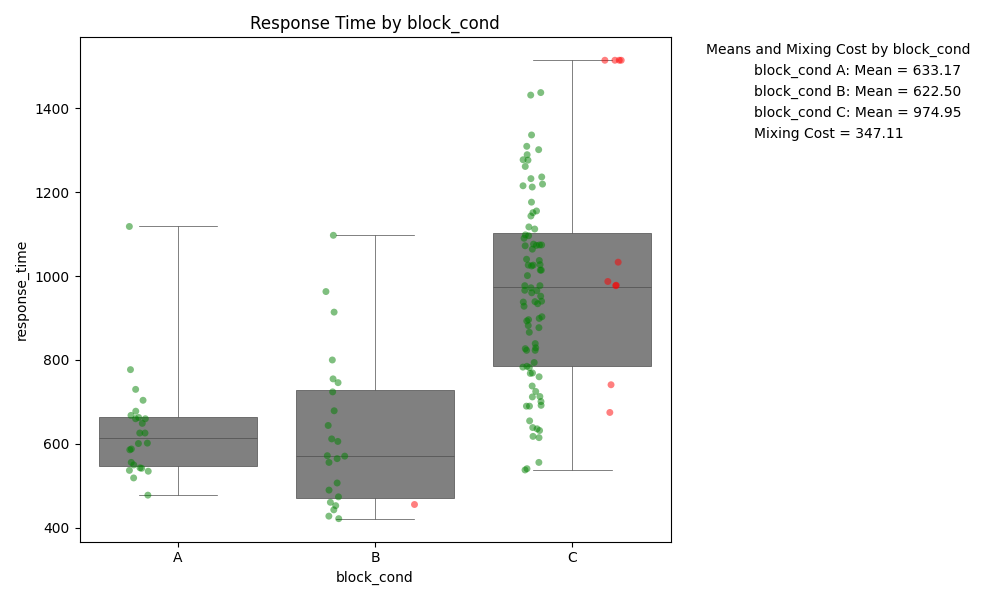 Response Time by block_cond
Means and Mixing Cost by block_cond
block_cond A: Mean = 633.17
block_cond B: Mean = 622.50
block_cond C: Mean = 974.95
Mixing Cost = 347.11
response_time
1400
1200
1000
800
600
400
A B C
block_cond